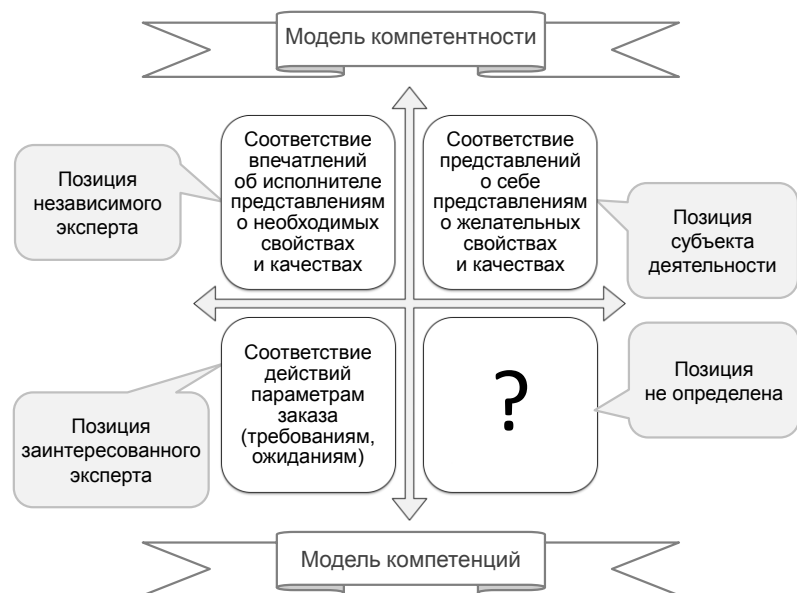 Модель компетентности
Позиция
независимого
эксперта
Соответствие
впечатлений
об исполнителе
представлениям
о необходимых
свойствах
и качествах
Соответствие
представлений
о себе
представлениям
о желательных
свойствах
и качествах
Позиция
субъекта
деятельности
Позиция
заинтересованного
эксперта
Соответствие
действий
параметрам
заказа
(требованиям,
ожиданиям)
?
Позиция
не определена
Модель компетенций